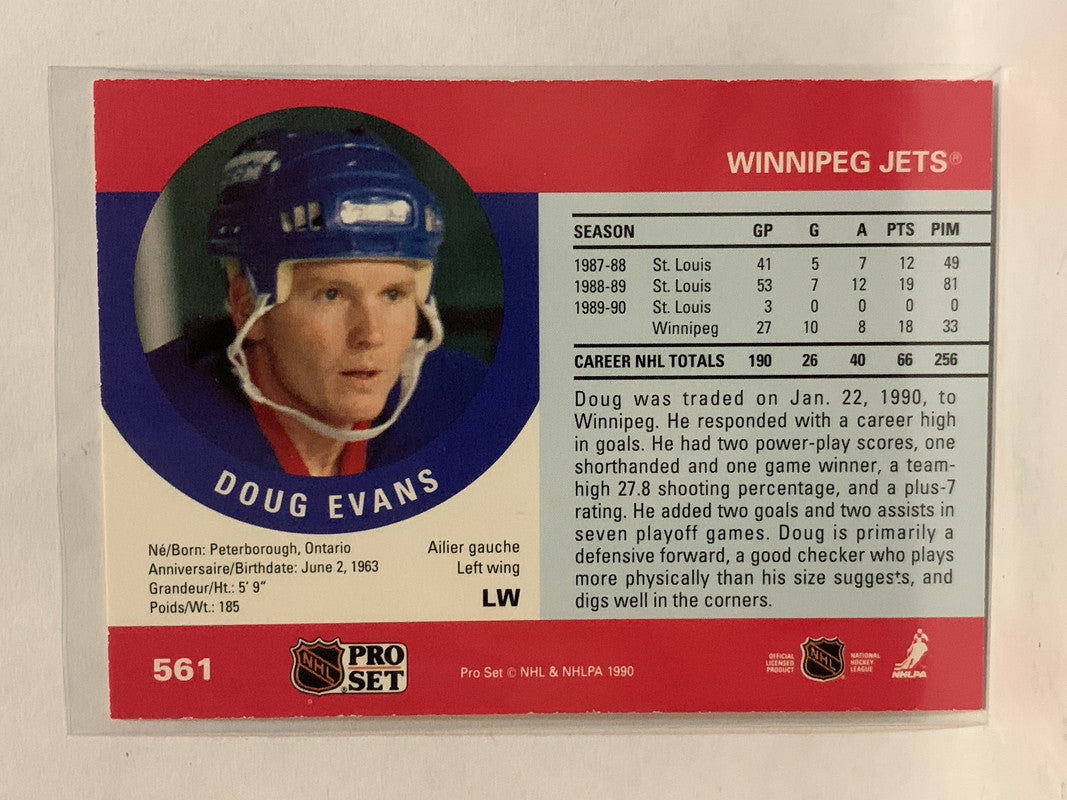 WINNIPEG JETS®
SEASON GP G A PTS PIM
1987-88 St. Louis 41 5 7 12 49
1988-89 St. Louis 53 7 12 19 81
1989-90 St. Louis 3 0 0 0 0
Winnipeg 27 10 8 18 33
CAREER NHL TOTALS 190 26 40 66 256
Doug was traded on Jan. 22, 1990, to
Winnipeg. He responded with a career high
in goals. He had two power-play scores, one
shorthanded and one game winner, a team-
high 27.8 shooting percentage, and a plus-7
rating. He added two goals and two assists in
seven playoff games. Doug is primarily a
defensive forward, a good checker who plays
more physically than his size suggests, and
digs well in the corners.
DOUG EVANS
Né/Born: Peterborough, Ontario
Anniversaire/Birthdate: June 2, 1963
Grandeur/Ht.: 5' 9"
Poids/Wt.: 185
Ailier gauche
Left wing
LW
561
NHL
PRO
SET
Pro Set © NHL & NHLPA 1990
OFFICIAL
LICENSED
PRODUCT
NHL
NATIONAL
HOCKEY
LEAGUE
NHLPA